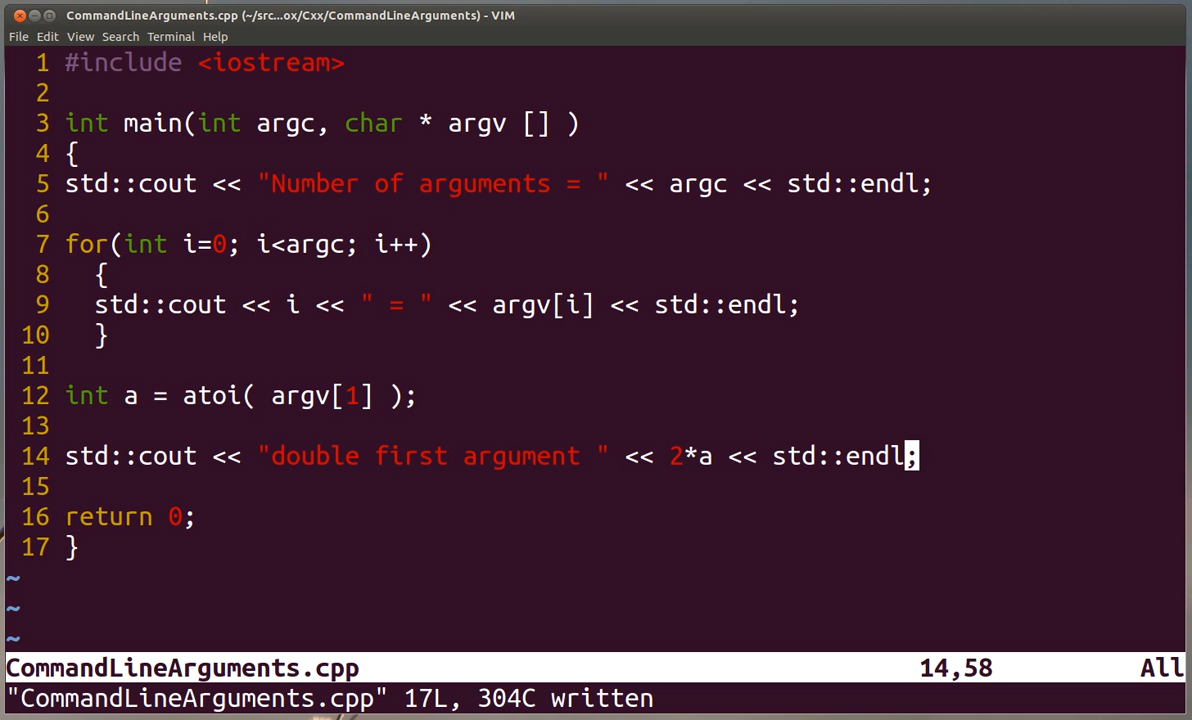 CommandLineArguments.cpp (~/src...ox/Cxx/CommandLineArguments) - VIM
File Edit View Search Terminal Help
1 #include <iostream>
2
3 int main(int argc, char * argv [] )
4 {
5 std::cout << "Number of arguments = " << argc << std::endl;
6
7 for(int i=0; i<argc; i++)
8   {
9   std::cout << i << " = " << argv[i] << std::endl;
10   }
11
12 int a = atoi( argv[1] );
13
14 std::cout << "double first argument " << 2*a << std::endl;
15
16 return 0;
17 }
~
~
~
CommandLineArguments.cpp 14,58 All
"CommandLineArguments.cpp" 17L, 304C written